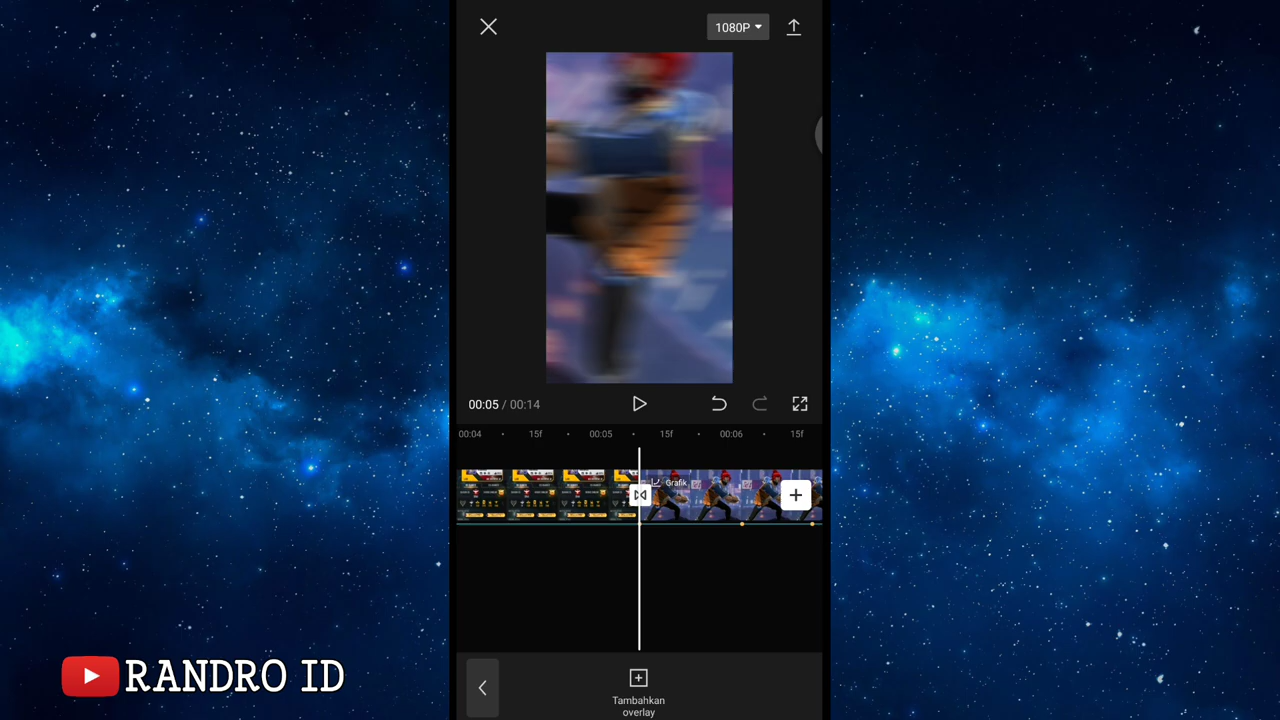 1080P
00:05 / 00:14
00:04
15f
00:05
15f
00:06
15f
Grafik
Tambahkan
overlay
RANDRO ID